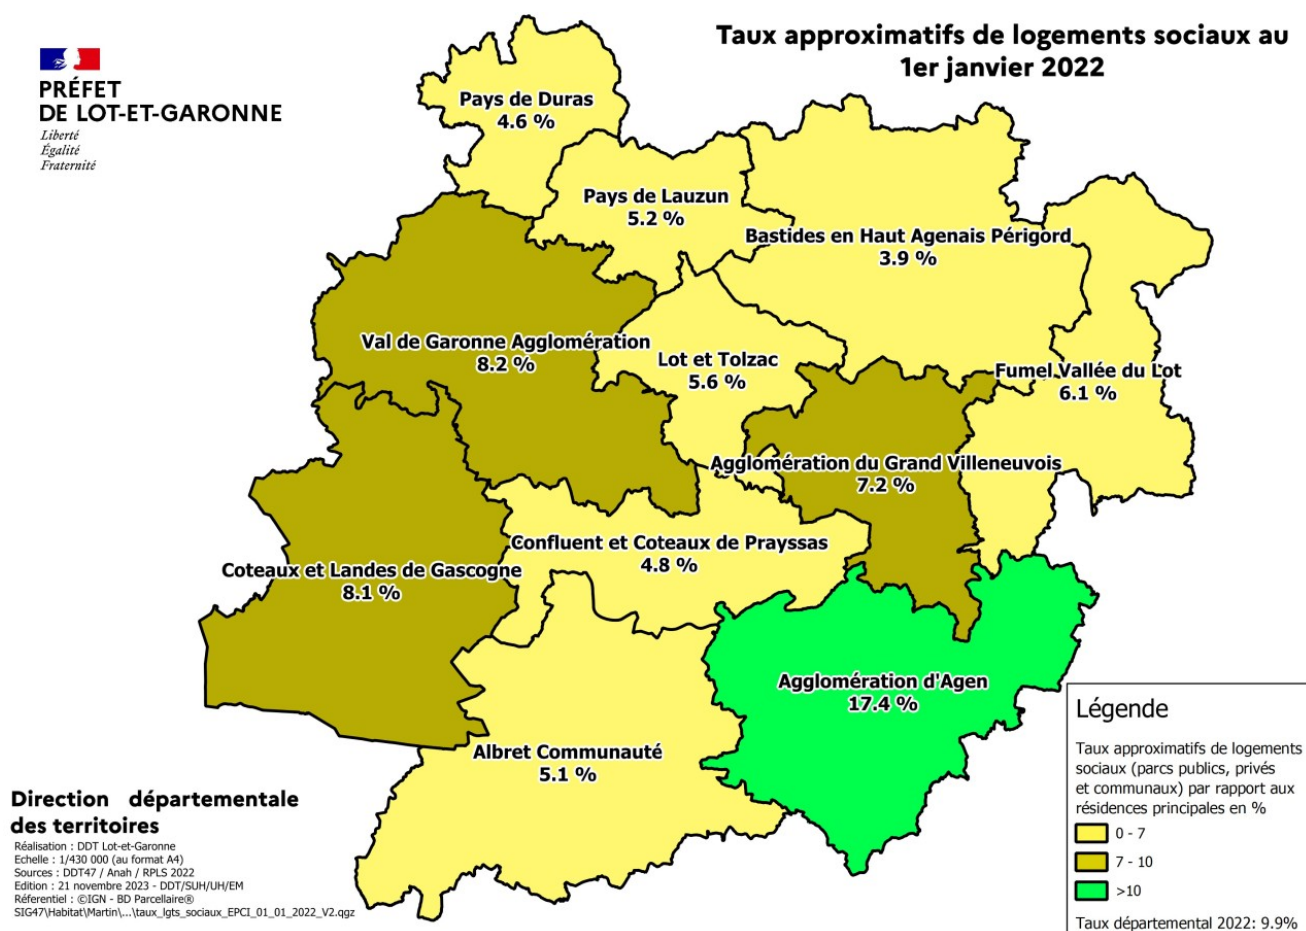 PRÉFET
DE LOT-ET-GARONNE
Liberté
Égalité
Fraternité
Taux approximatifs de logements sociaux au
1er janvier 2022
Pays de Duras
4.6 %
Pays de Lauzun
5.2 %
Bastides en Haut Agenais Périgord
3.9 %
Val de Garonne Agglomération
8.2 %
Lot et Tolzac
5.6 %
Fumel Vallée du Lot
6.1 %
Agglomération du Grand Villeneuvois
7.2 %
Confluent et Coteaux de Prayssas
4.8 %
Coteaux et Landes de Gascogne
8.1 %
Agglomération d'Agen
17.4 %
Albret Communauté
5.1 %
Légende
Taux approximatifs de logements
sociaux (parcs publics, privés
et communaux) par rapport aux
résidences principales en %
0 - 7
7 - 10
>10
Taux départemental 2022: 9.9%
Direction départementale
des territoires
Réalisation : DDT Lot-et-Garonne
Echelle : 1/430 000 (au format A4)
Sources : DDT47 / Anah / RPLS 2022
Edition : 21 novembre 2023 - DDT/SUH/UH/EM
Réferentiel : ©IGN - BD Parcellaire®
SIG47\Habitat\Martin\...\taux_lgts_sociaux_EPCI_01_01_2022_V2.qgz